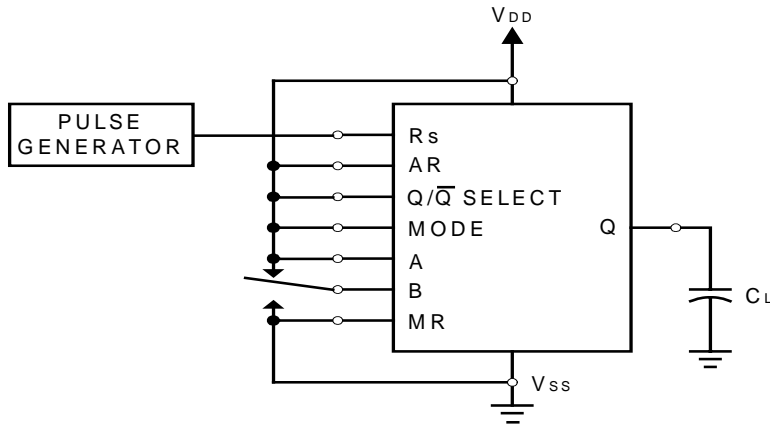 VDD
PULSE
GENERATOR
Rs
AR
Q/Q̅ SELECT
MODE
Q
A
B
MR
CL
VSS